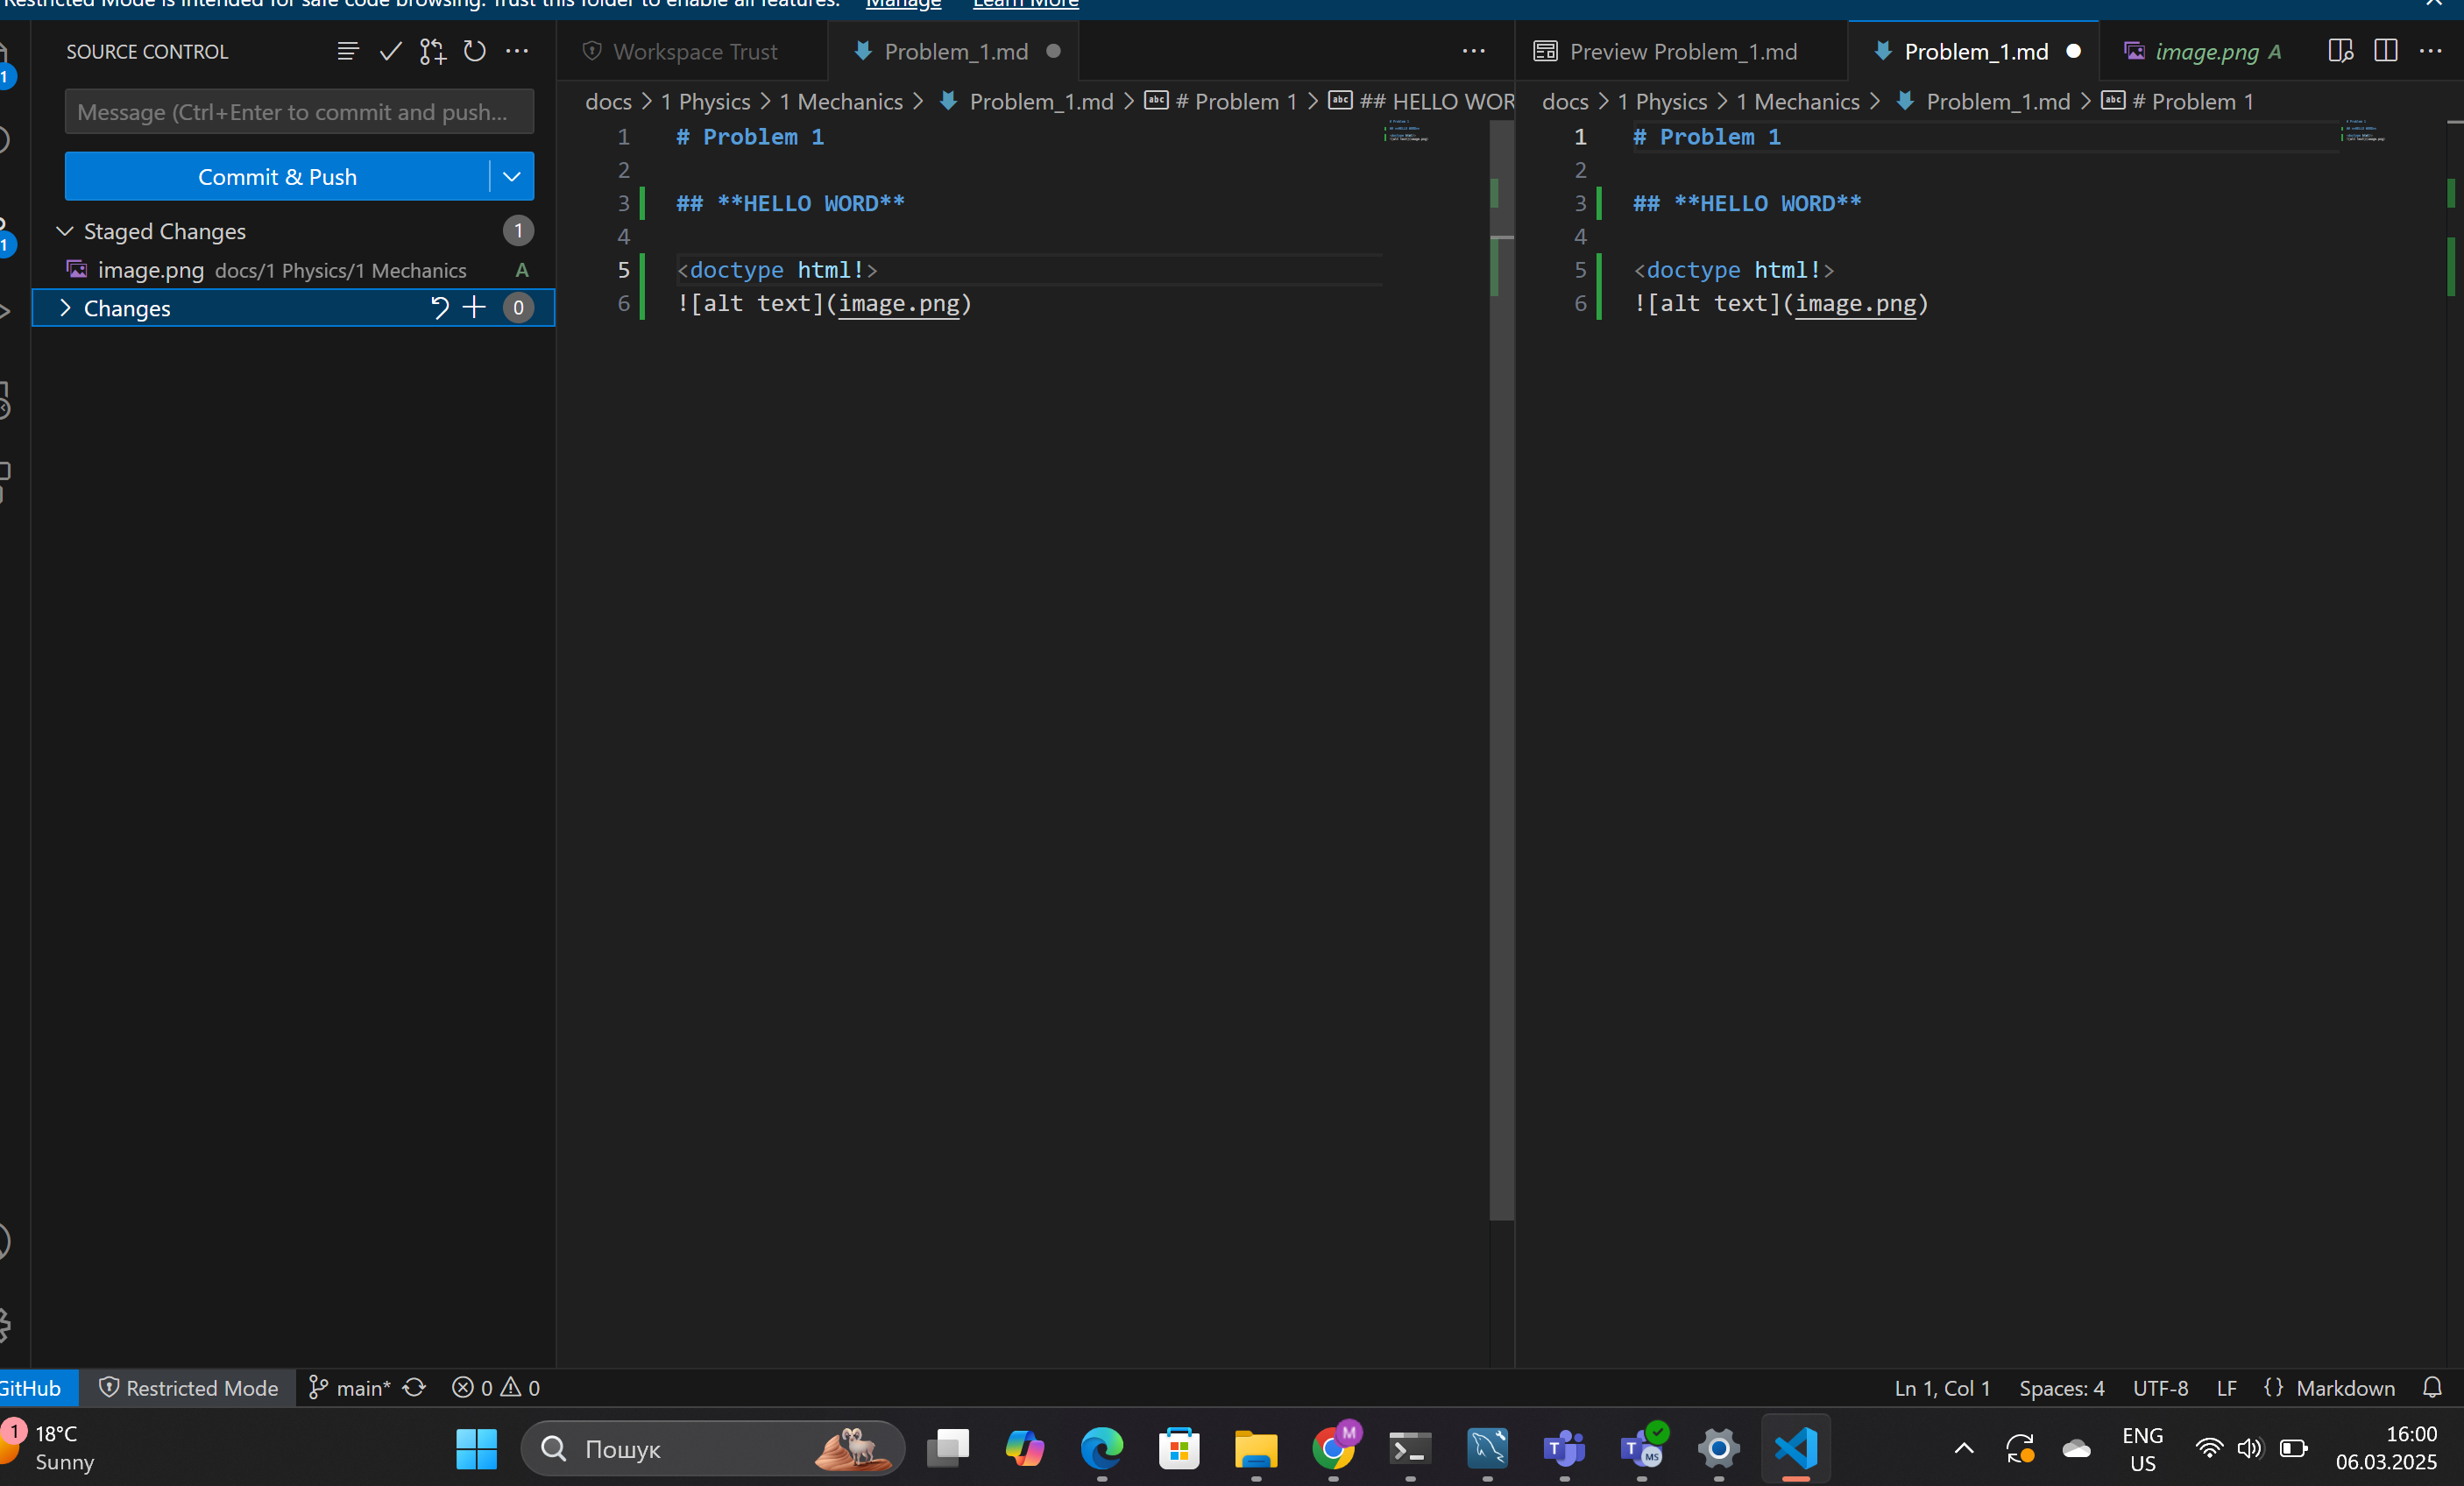 Restricted Mode is intended for safe code browsing. Trust this folder to enable all features. Manage Learn More
SOURCE CONTROL
Message (Ctrl+Enter to commit and push...
Commit & Push
Staged Changes 1
image.png docs/1 Physics/1 Mechanics A
Changes 0
1
1
Workspace Trust
Problem_1.md
docs > 1 Physics > 1 Mechanics > Problem_1.md > # Problem 1 > ## HELLO WOR
1 # Problem 1
2
3 ## **HELLO WORD**
4
5 <doctype html!>
6 ![alt text](image.png)
Preview Problem_1.md
Problem_1.md
image.png A
docs > 1 Physics > 1 Mechanics > Problem_1.md > # Problem 1
1 # Problem 1
2
3 ## **HELLO WORD**
4
5 <doctype html!>
6 ![alt text](image.png)
GitHub
Restricted Mode
main*
0 0
Ln 1, Col 1
Spaces: 4
UTF-8
LF
{} Markdown
1
18°C
Sunny
Пошук
M
T
T
MS
ENG
US
16:00
06.03.2025